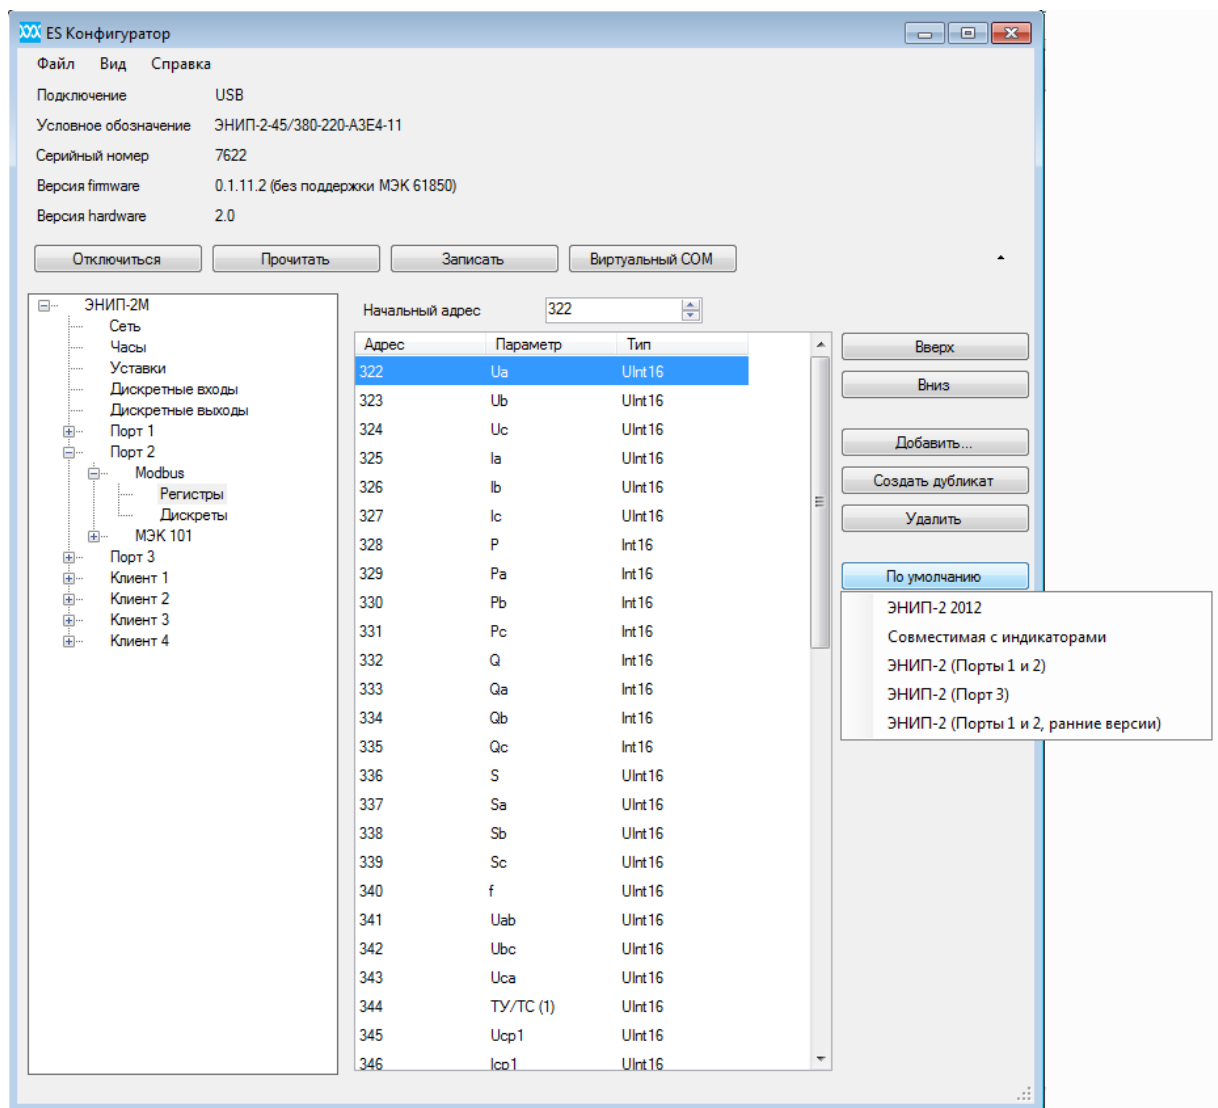 ES Конфигуратор
Файл Вид Справка
Подключение USB
Условное обозначение ЭНИП-2-45/380-220-А3Е4-11
Серийный номер 7622
Версия firmware 0.1.11.2 (без поддержки МЭК 61850)
Версия hardware 2.0
Отключиться Прочитать Записать Виртуальный COM
ЭНИП-2М
Сеть
Часы
Уставки
Дискретные входы
Дискретные выходы
Порт 1
Порт 2
Modbus
Регистры
Дискреты
МЭК 101
Порт 3
Клиент 1
Клиент 2
Клиент 3
Клиент 4
Начальный адрес 322
Адрес Параметр Тип
322 Ua UInt16
323 Ub UInt16
324 Uc UInt16
325 Ia UInt16
326 Ib UInt16
327 Ic UInt16
328 P Int16
329 Pa Int16
330 Pb Int16
331 Pc Int16
332 Q Int16
333 Qa Int16
334 Qb Int16
335 Qc Int16
336 S UInt16
337 Sa UInt16
338 Sb UInt16
339 Sc UInt16
340 f UInt16
341 Uab UInt16
342 Ubc UInt16
343 Uca UInt16
344 ТУ/ТС (1) UInt16
345 Ucp1 UInt16
346 Icp1 UInt16
Вверх
Вниз
Добавить...
Создать дубликат
Удалить
По умолчанию
ЭНИП-2 2012
Совместимая с индикаторами
ЭНИП-2 (Порты 1 и 2)
ЭНИП-2 (Порт 3)
ЭНИП-2 (Порты 1 и 2, ранние версии)